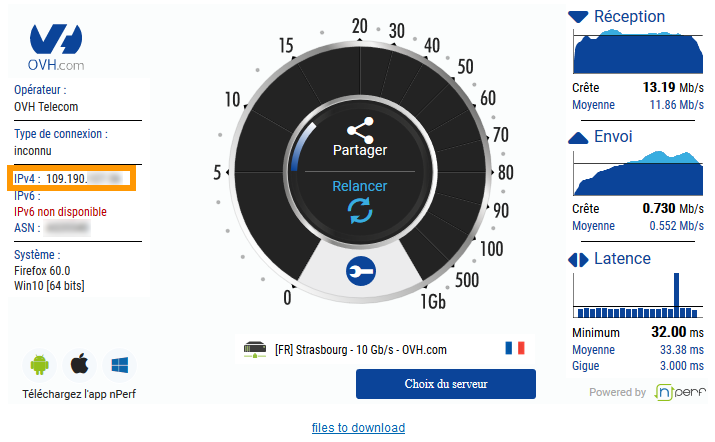 OVH.com
Opérateur :
OVH Telecom
Type de connexion :
inconnu
IPv4 : 109.190.
IPv6 :
IPv6 non disponible
ASN :
Système :
Firefox 60.0
Win10 [64 bits]
Téléchargez l'app nPerf
0
5
10
15
20
30
40
50
60
70
80
90
100
500
1Gb
Partager
Relancer
[FR] Strasbourg - 10 Gb/s - OVH.com
Choix du serveur
Réception
Crête 13.19 Mb/s
Moyenne 11.86 Mb/s
Envoi
Crête 0.730 Mb/s
Moyenne 0.552 Mb/s
Latence
Minimum 32.00 ms
Moyenne 33.38 ms
Gigue 3.000 ms
Powered by nperf
files to download